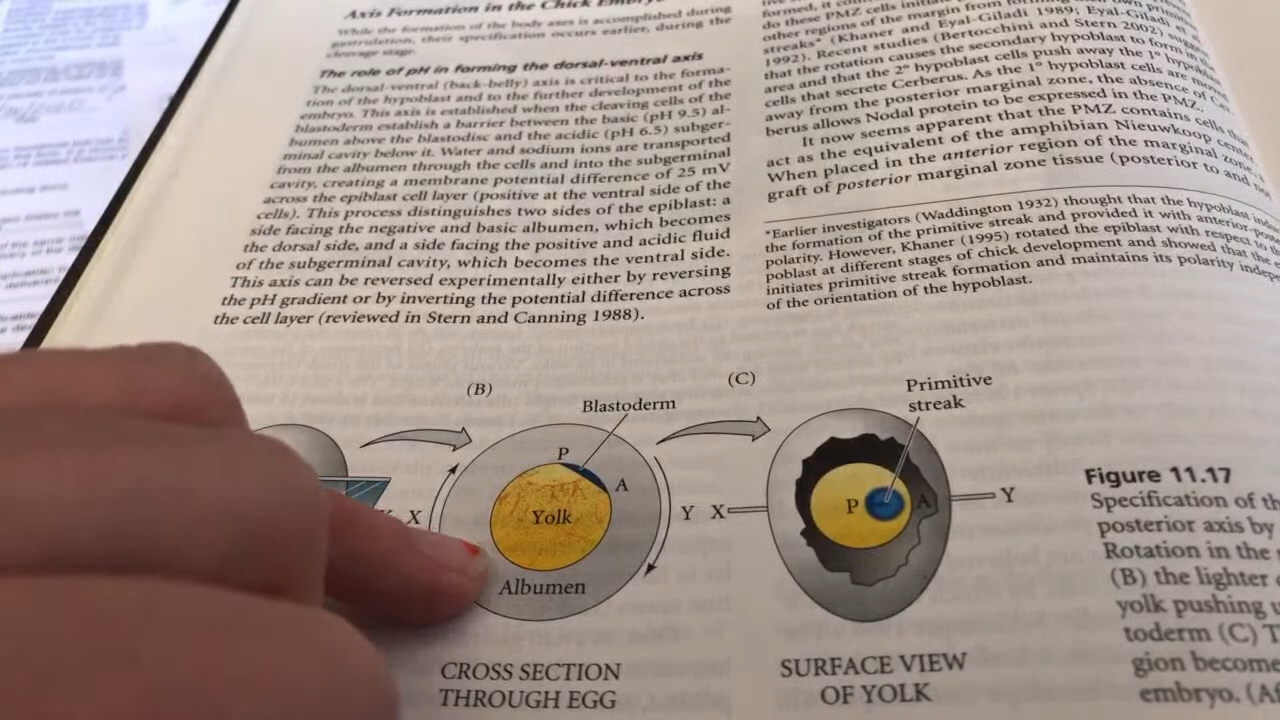 Axis Formation in the Chick Embryo
While the formation of the body axes is accomplished during
gastrulation, their specification occurs earlier, during the
cleavage stage.
The role of pH in forming the dorsal-ventral axis
The dorsal-ventral (back-belly) axis is critical to the forma-
tion of the hypoblast and to the further development of the
embryo. This axis is established when the cleaving cells of the
blastoderm establish a barrier between the basic (pH 9.5) al-
bumen above the blastodisc and the acidic (pH 6.5) subger-
minal cavity below it. Water and sodium ions are transported
from the albumen through the cells and into the subgerminal
cavity, creating a membrane potential difference of 25 mV
across the epiblast cell layer (positive at the ventral side of the
cells). This process distinguishes two sides of the epiblast: a
side facing the negative and basic albumen, which becomes
the dorsal side, and a side facing the positive and acidic fluid
of the subgerminal cavity, which becomes the ventral side.
This axis can be reversed experimentally either by reversing
the pH gradient or by inverting the potential difference across
the cell layer (reviewed in Stern and Canning 1988).
formed, it
do these PMZ cells initiate
other regions of the margin from forming their own
streaks* (Khaner and Eyal-Giladi 1989; Eyal-Giladi
1992). Recent studies (Bertocchini and Stern 2002)
that the rotation causes the secondary hypoblast to form in
area and that the 2° hypoblast cells push away the 1° hypoblast
cells that secrete Cerberus. As the 1° hypoblast cells are
away from the posterior marginal zone, the absence of
berus allows Nodal protein to be expressed in the PMZ.
It now seems apparent that the PMZ contains cells
act as the equivalent of the amphibian Nieuwkoop center.
When placed in the anterior region of the marginal zone,
graft of posterior marginal zone tissue (posterior to and
*Earlier investigators (Waddington 1932) thought that the hypoblast
the formation of the primitive streak and provided it with
polarity. However, Khaner (1995) rotated the epiblast with respect to
poblast at different stages of chick development and showed that the
initiates primitive streak formation and maintains its polarity
of the orientation of the hypoblast.
(B)
Blastoderm
P
A
Yolk
X
Y
Albumen
CROSS SECTION
THROUGH EGG
(C)
Primitive
streak
X
P
A
Y
SURFACE VIEW
OF YOLK
Figure 11.17
Specification of
posterior axis by
Rotation in the
(B) the lighter
yolk pushing
toderm (C)
gion become
embryo.